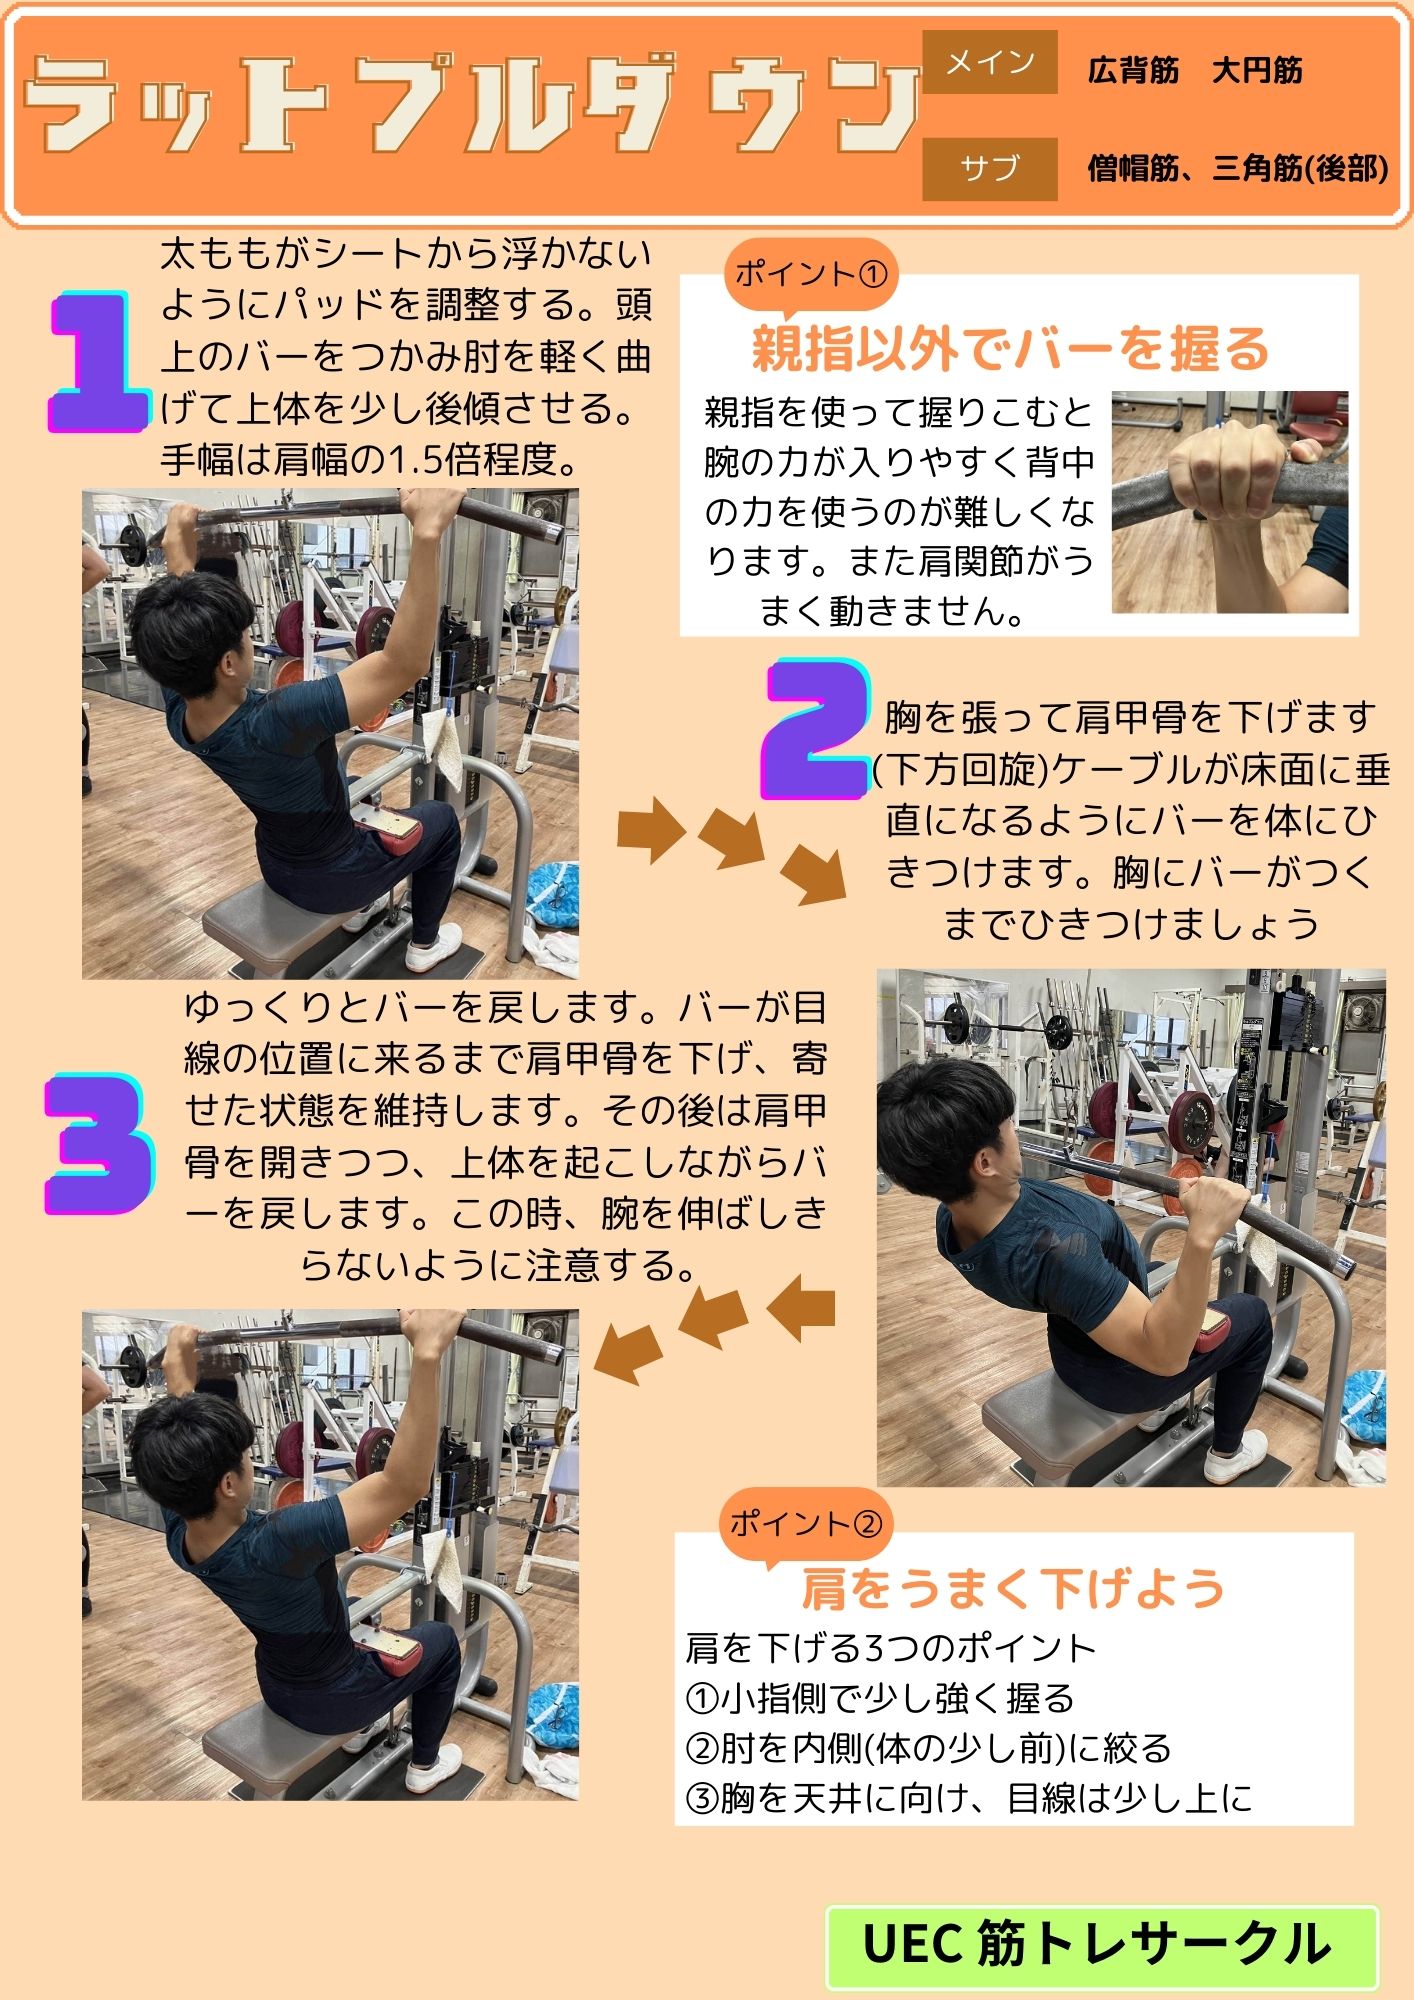 ラットプルダウン
メイン
広背筋　大円筋
サブ
僧帽筋、三角筋(後部)
1
太ももがシートから浮かない
ようにパッドを調整する。頭
上のバーをつかみ肘を軽く曲
げて上体を少し後傾させる。
手幅は肩幅の1.5倍程度。
ポイント①
親指以外でバーを握る
親指を使って握りこむと
腕の力が入りやすく背中
の力を使うのが難しくな
ります。また肩関節がう
まく動きません。
2
胸を張って肩甲骨を下げます
(下方回旋)ケーブルが床面に垂
直になるようにバーを体にひ
きつけます。胸にバーがつく
までひきつけましょう
3
ゆっくりとバーを戻します。バーが目
線の位置に来るまで肩甲骨を下げ、寄
せた状態を維持します。その後は肩甲
骨を開きつつ、上体を起こしながらバ
ーを戻します。この時、腕を伸ばしき
らないように注意する。
ポイント②
肩をうまく下げよう
肩を下げる3つのポイント
①小指側で少し強く握る
②肘を内側(体の少し前)に絞る
③胸を天井に向け、目線は少し上に
UEC 筋トレサークル